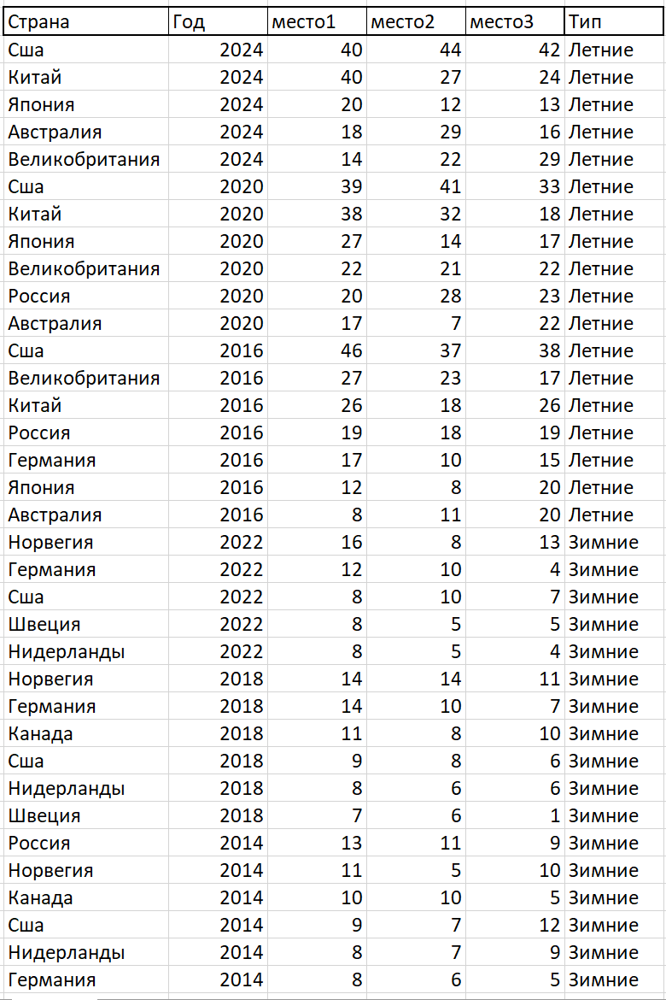 Страна Год место1 место2 место3 Тип
Сша 2024 40 44 42 Летние
Китай 2024 40 27 24 Летние
Япония 2024 20 12 13 Летние
Австралия 2024 18 29 16 Летние
Великобритания 2024 14 22 29 Летние
Сша 2020 39 41 33 Летние
Китай 2020 38 32 18 Летние
Япония 2020 27 14 17 Летние
Великобритания 2020 22 21 22 Летние
Россия 2020 20 28 23 Летние
Австралия 2020 17 7 22 Летние
Сша 2016 46 37 38 Летние
Великобритания 2016 27 23 17 Летние
Китай 2016 26 18 26 Летние
Россия 2016 19 18 19 Летние
Германия 2016 17 10 15 Летние
Япония 2016 12 8 20 Летние
Австралия 2016 8 11 20 Летние
Норвегия 2022 16 8 13 Зимние
Германия 2022 12 10 4 Зимние
Сша 2022 8 10 7 Зимние
Швеция 2022 8 5 5 Зимние
Нидерланды 2022 8 5 4 Зимние
Норвегия 2018 14 14 11 Зимние
Германия 2018 14 10 7 Зимние
Канада 2018 11 8 10 Зимние
Сша 2018 9 8 6 Зимние
Нидерланды 2018 8 6 6 Зимние
Швеция 2018 7 6 1 Зимние
Россия 2014 13 11 9 Зимние
Норвегия 2014 11 5 10 Зимние
Канада 2014 10 10 5 Зимние
Сша 2014 9 7 12 Зимние
Нидерланды 2014 8 7 9 Зимние
Германия 2014 8 6 5 Зимние